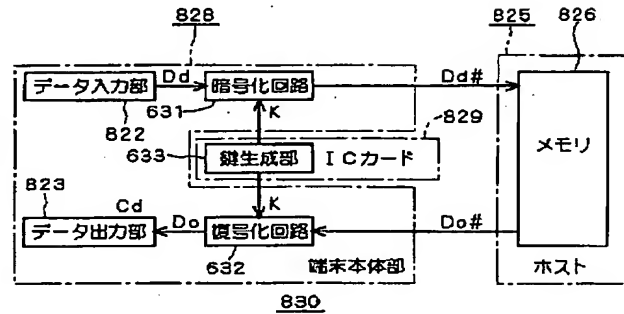 828
825
826
データ入力部
Dd
暗号化回路
Dd#
822
631
K
829
633
鍵生成部
ICカード
メモリ
823
Cd
K
データ出力部
Do
復号化回路
Do#
632
端末本体部
ホスト
830